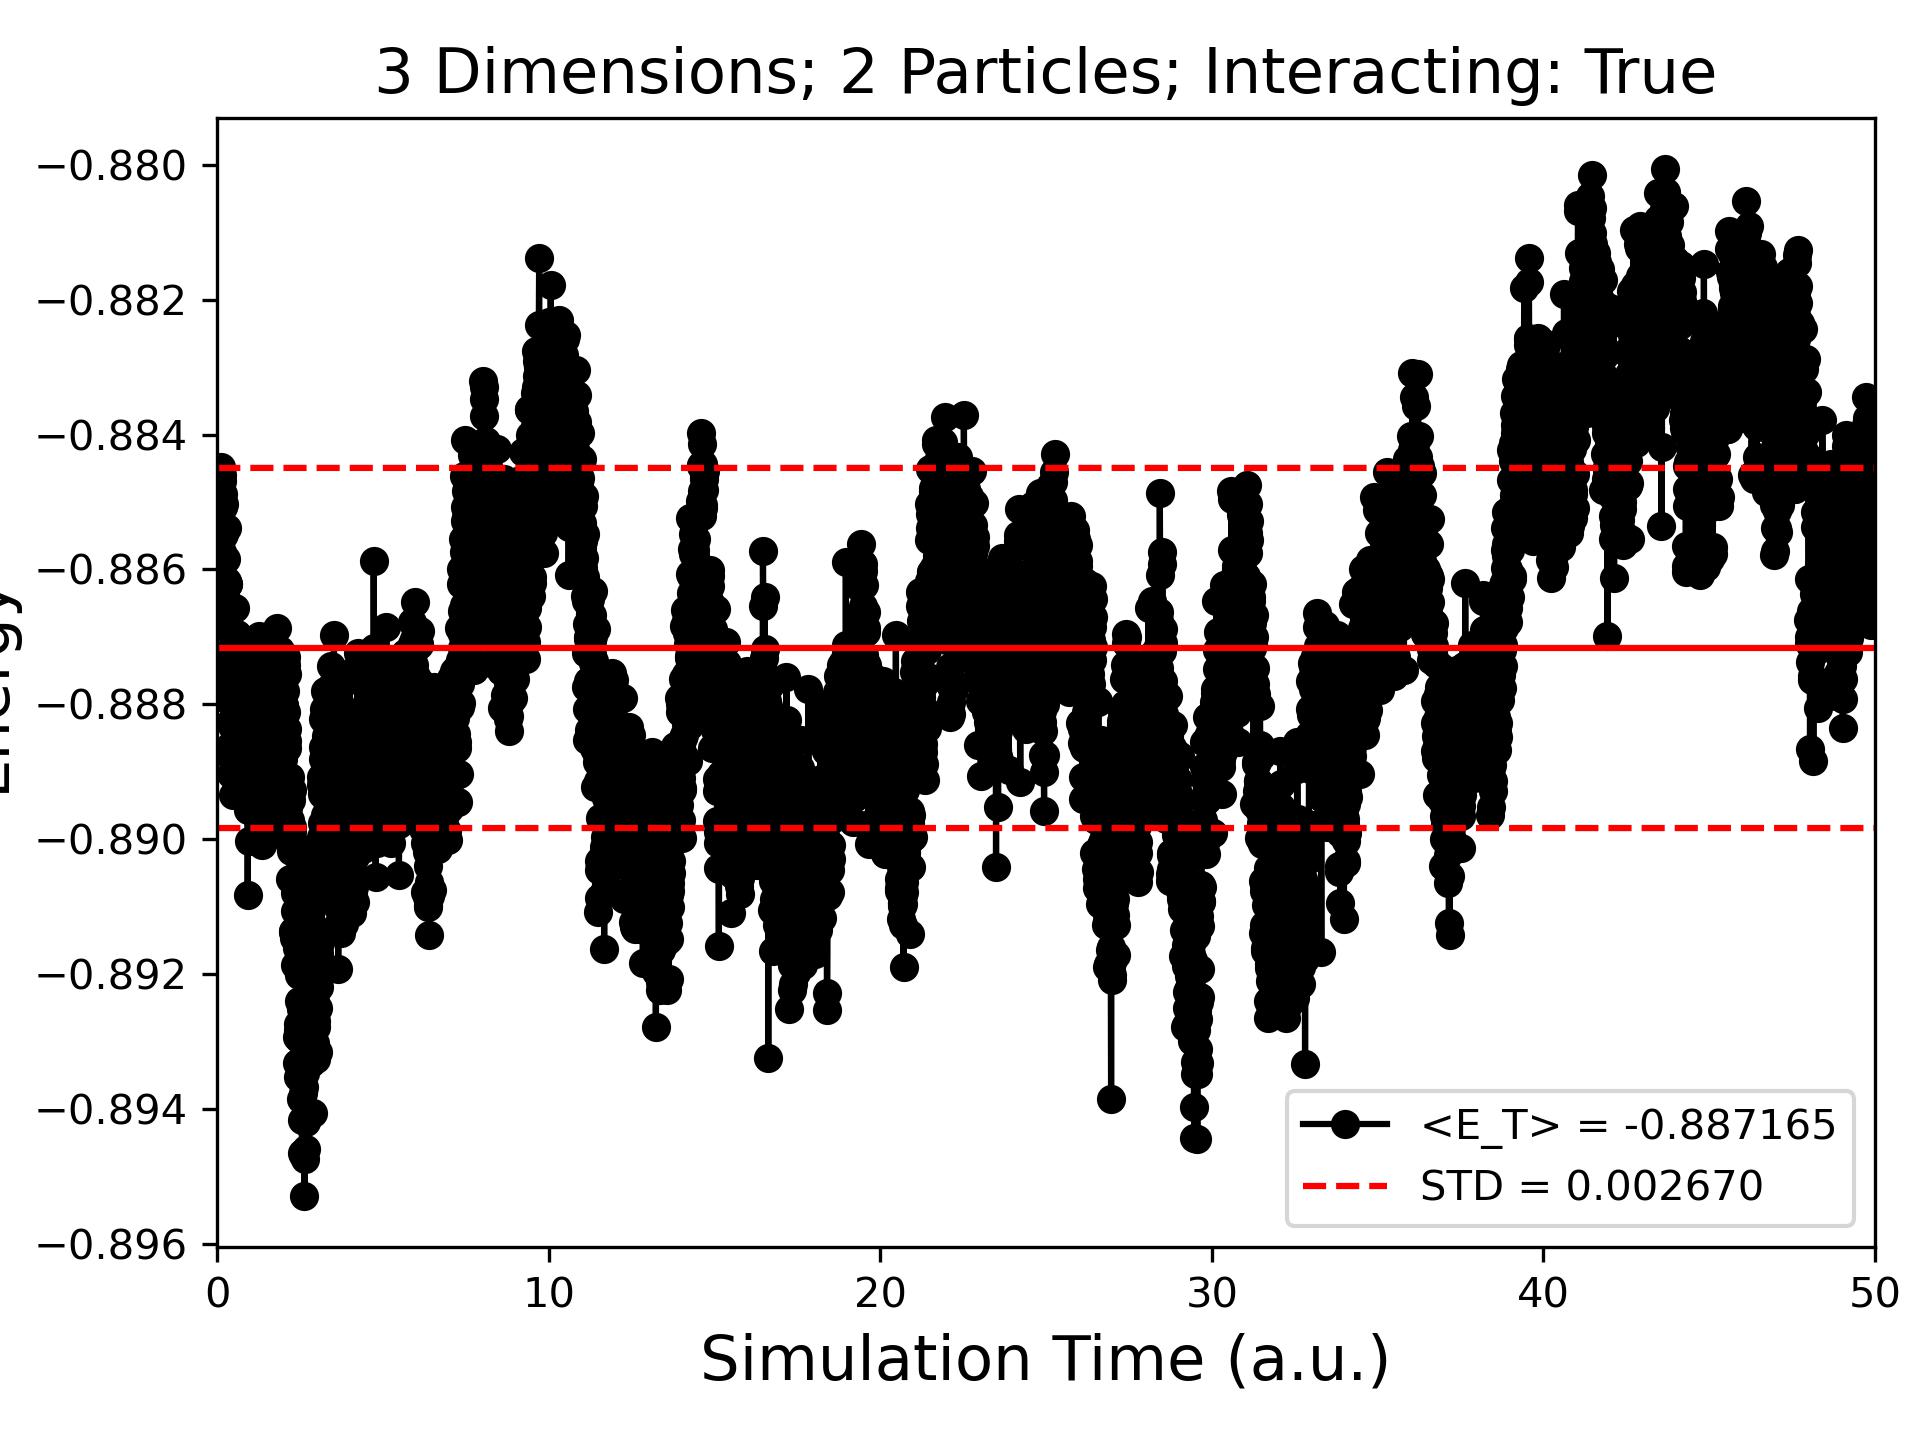 3 Dimensions; 2 Particles; Interacting: True
−0.880
−0.882
−0.884
−0.886
−0.888
−0.890
−0.892
−0.894
−0.896
Energy
<E_T> = -0.887165
STD = 0.002670
0 10 20 30 40 50
Simulation Time (a.u.)